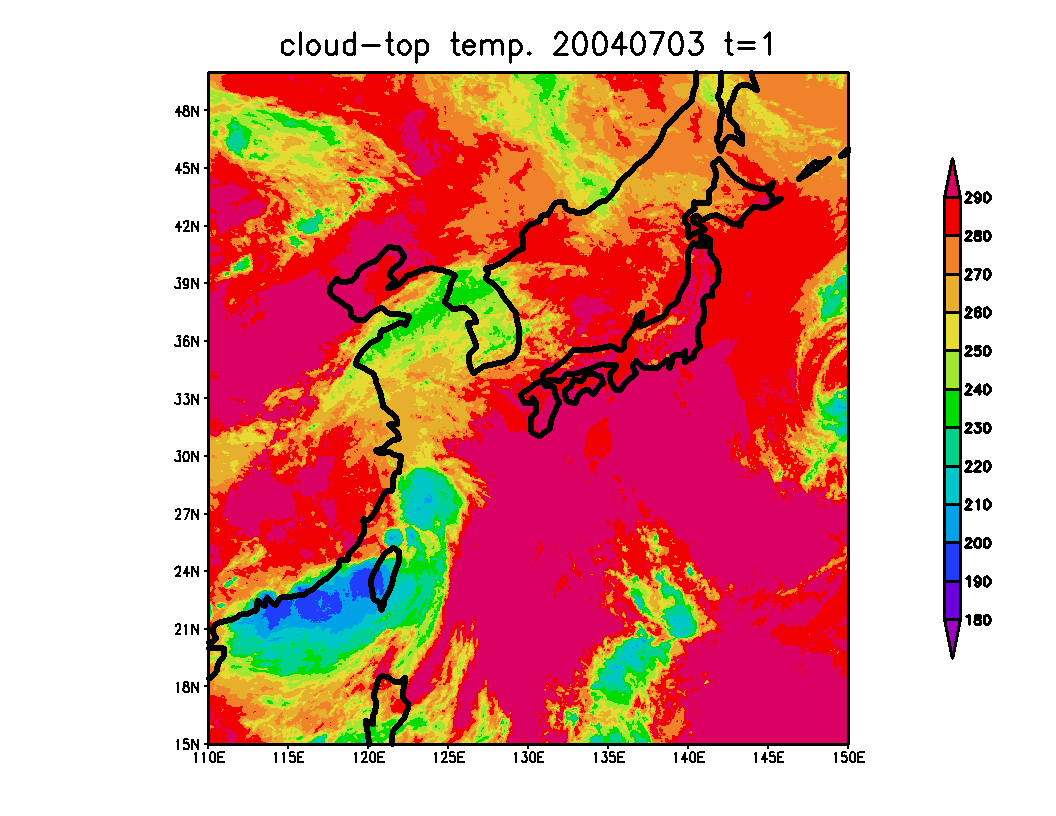 cloud-top temp. 20040703 t=1
48N
45N
42N
39N
36N
33N
30N
27N
24N
21N
18N
15N
110E 115E 120E 125E 130E 135E 140E 145E 150E
290
280
270
260
250
240
230
220
210
200
190
180